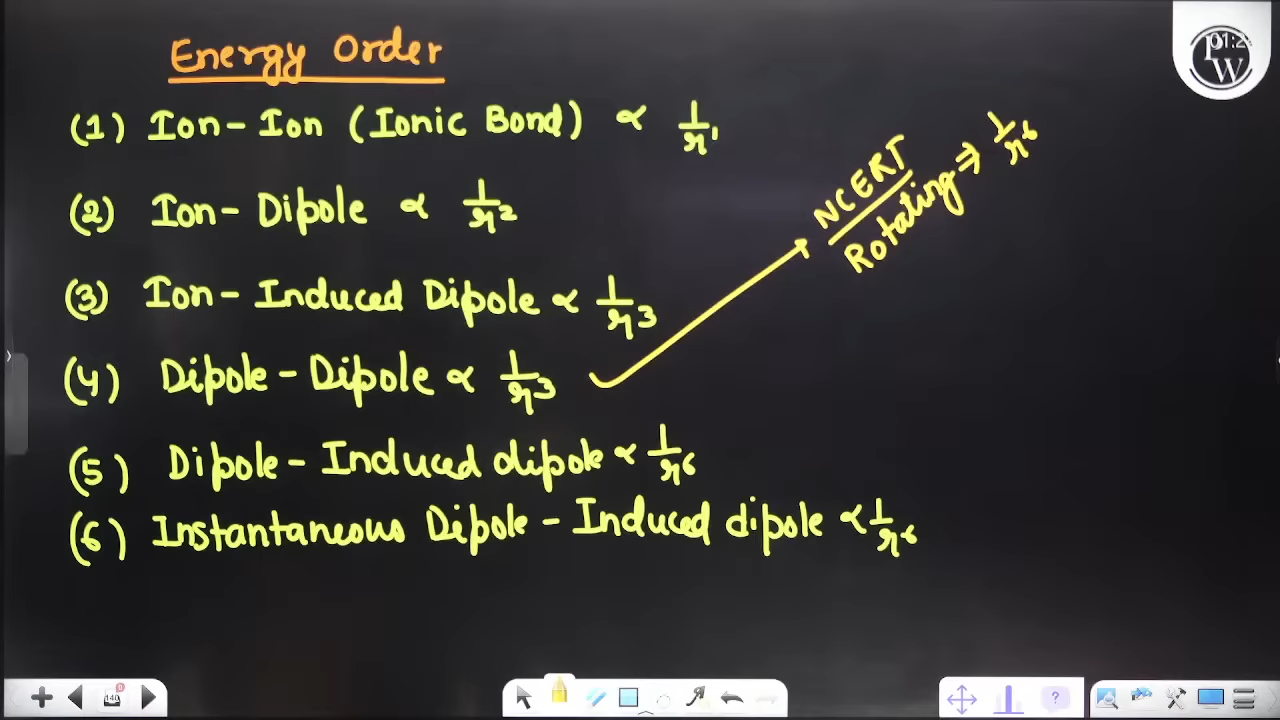 Energy Order
(1) Ion-Ion (Ionic Bond) ∝ 1/r¹
(2) Ion-Dipole ∝ 1/r²
(3) Ion-Induced Dipole ∝ 1/r³
(4) Dipole-Dipole ∝ 1/r³
NCERT
Rotating ⇒ 1/r⁶
(5) Dipole-Induced dipole ∝ 1/r⁶
(6) Instantaneous Dipole-Induced dipole ∝ 1/r⁶
PW
140